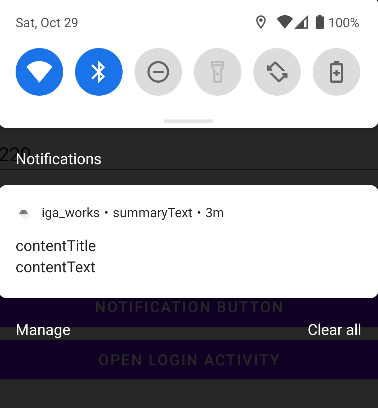 Sat, Oct 29
100%
220
Notifications
iga_works • summaryText • 3m
contentTitle
contentText
NOTIFICATION BUTTON
Manage
Clear all
OPEN LOGIN ACTIVITY